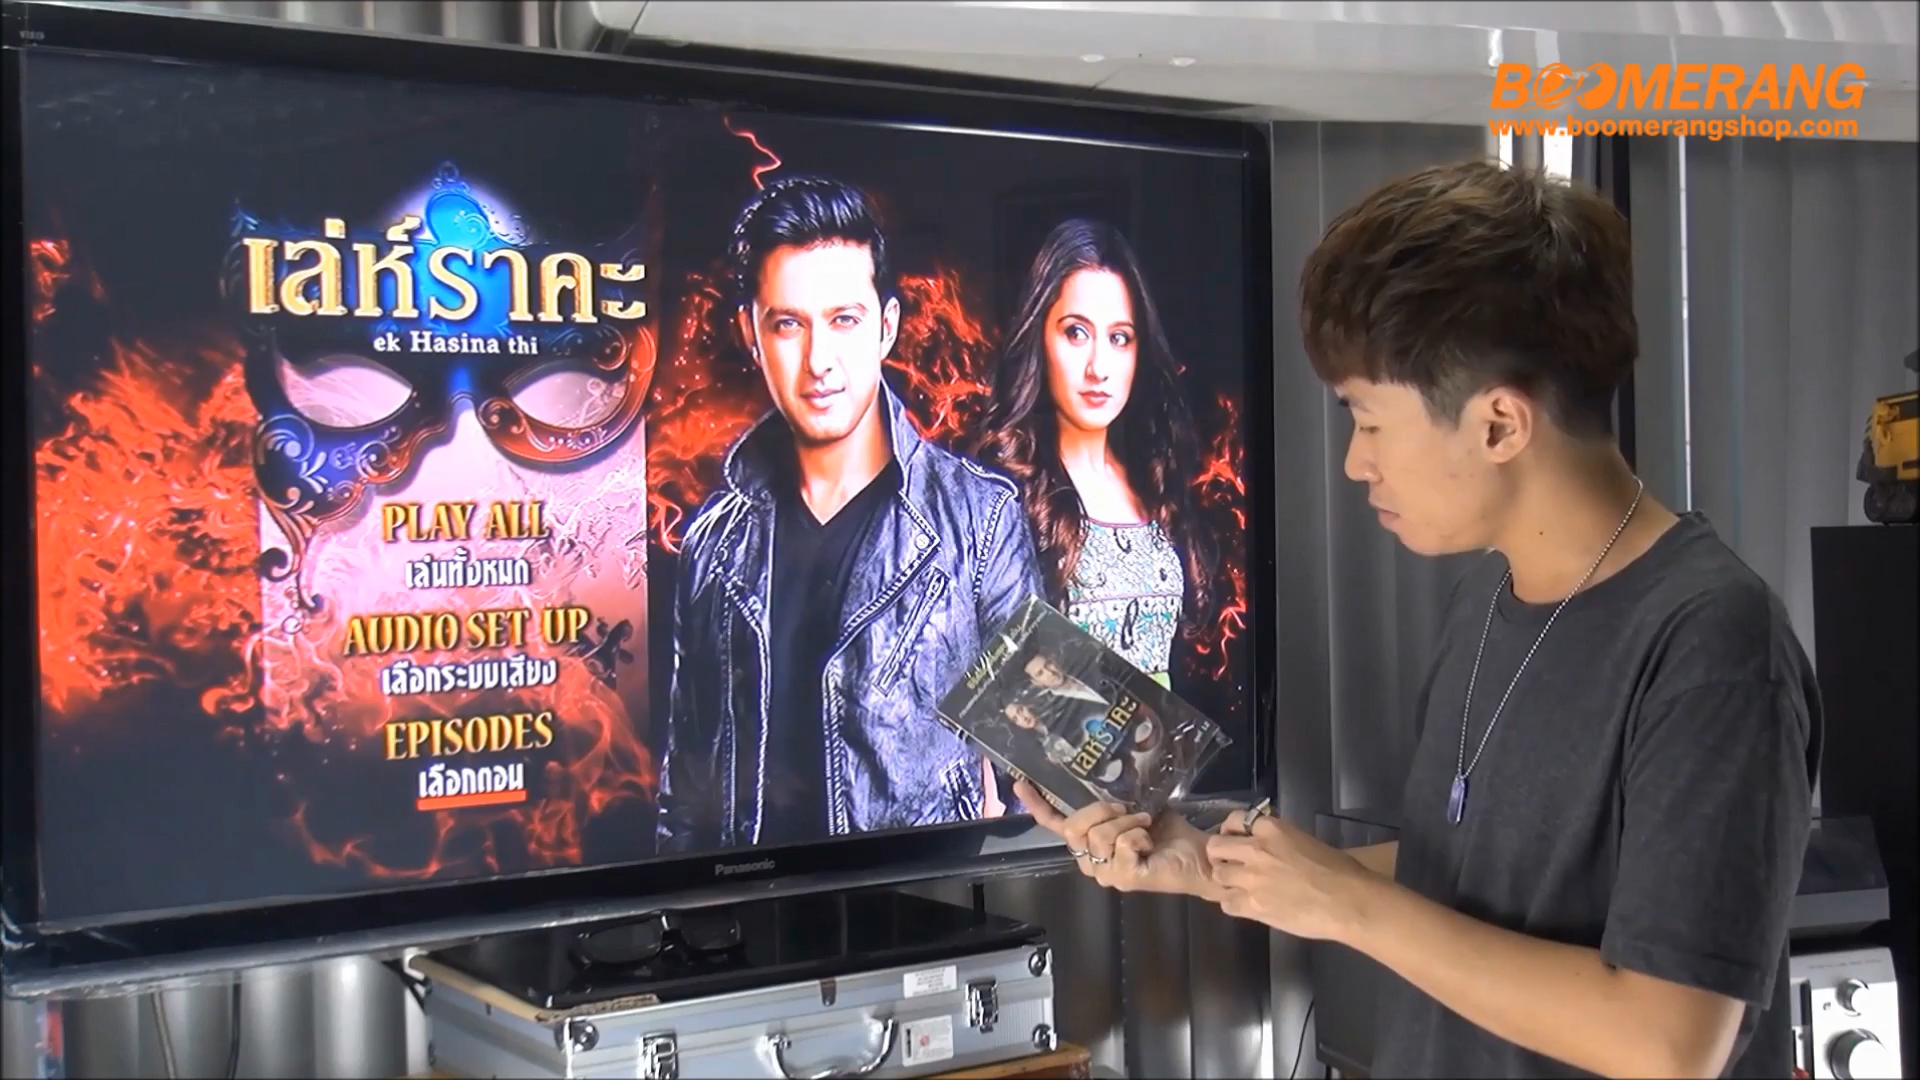 BOOMERANG
www.boomerangshop.com
เล่ห์ราคะ
ek Hasina thi
PLAY ALL
เล่นทั้งหมด
AUDIO SET UP
เลือกระบบเสียง
EPISODES
เลือกตอน
เล่ห์ราคะ
Panasonic